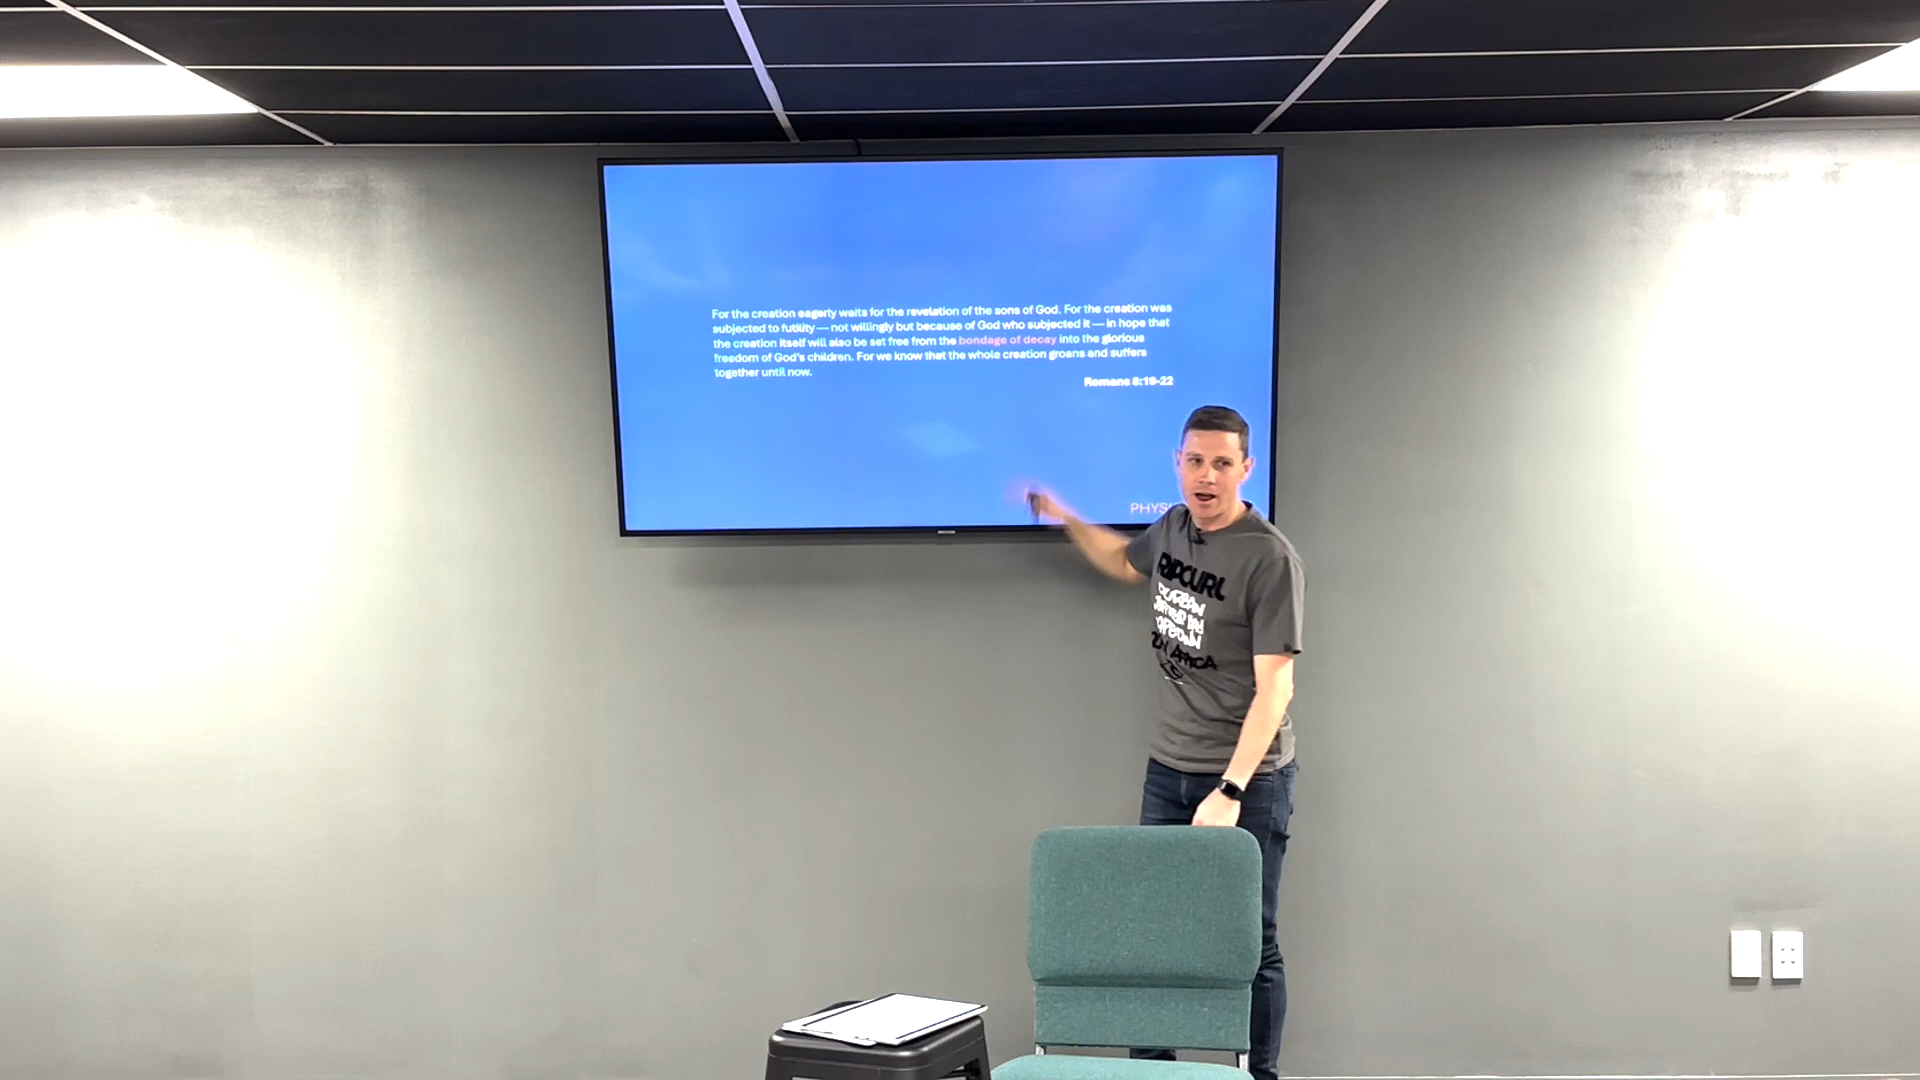 For the creation eagerly waits for the revelation of the sons of God. For the creation was
subjected to futility — not willingly but because of God who subjected it — in hope that
the creation itself will also be set free from the bondage of decay into the glorious
freedom of God's children. For we know that the whole creation groans and suffers
together until now.
Romans 8:19-22
PHYSI
RIPCURL